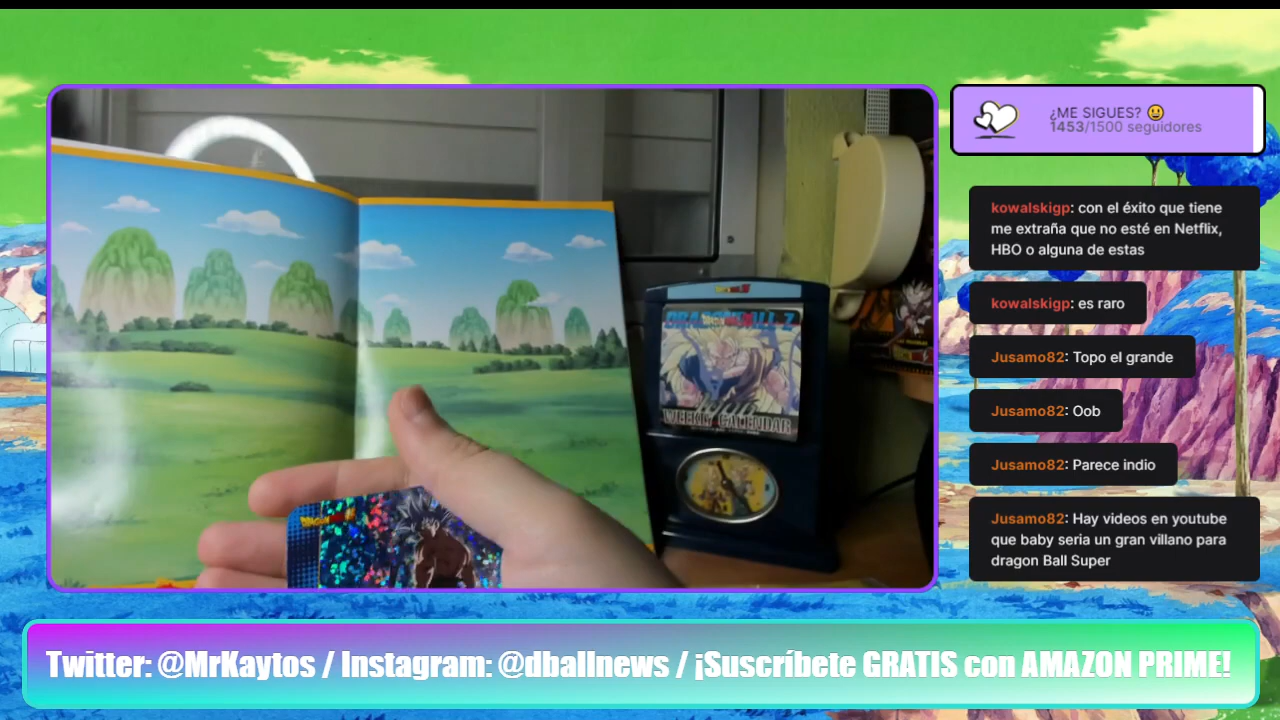 ¿ME SIGUES? 😃
1453/1500 seguidores
kowalskigp: con el éxito que tiene
me extraña que no esté en Netflix,
HBO o alguna de estas
kowalskigp: es raro
Jusamo82: Topo el grande
Jusamo82: Oob
Jusamo82: Parece indio
Jusamo82: Hay videos en youtube
que baby seria un gran villano para
dragon Ball Super
DRAGON BALL Z
WEEKLY CALENDAR
Twitter: @MrKaytos / Instagram: @dballnews / ¡Suscríbete GRATIS con AMAZON PRIME!